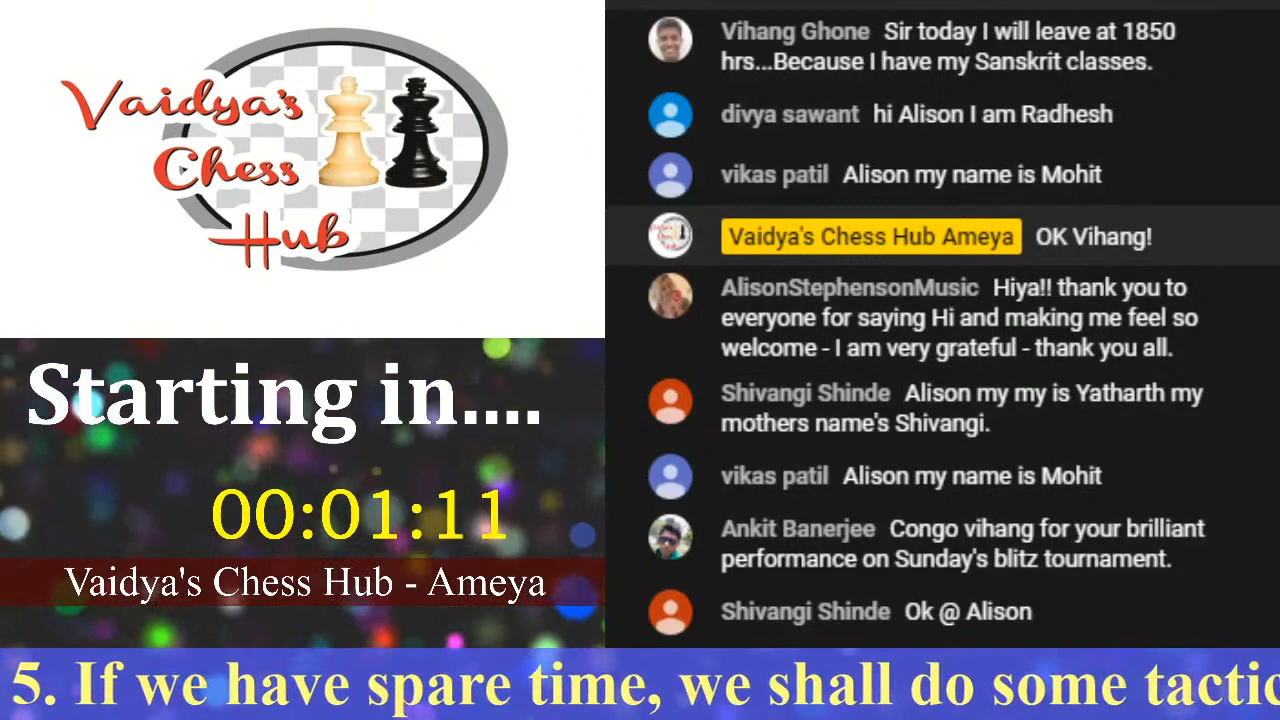 Vaidya's
Chess
Hub
Starting in....
00:01:11
Vaidya's Chess Hub - Ameya
Vihang Ghone Sir today I will leave at 1850
hrs...Because I have my Sanskrit classes.
divya sawant hi Alison I am Radhesh
vikas patil Alison my name is Mohit
Vaidya's Chess Hub Ameya OK Vihang!
AlisonStephensonMusic Hiya!! thank you to
everyone for saying Hi and making me feel so
welcome - I am very grateful - thank you all.
Shivangi Shinde Alison my my is Yatharth my
mothers name's Shivangi.
vikas patil Alison my name is Mohit
Ankit Banerjee Congo vihang for your brilliant
performance on Sunday's blitz tournament.
Shivangi Shinde Ok @ Alison
5. If we have spare time, we shall do some tactic